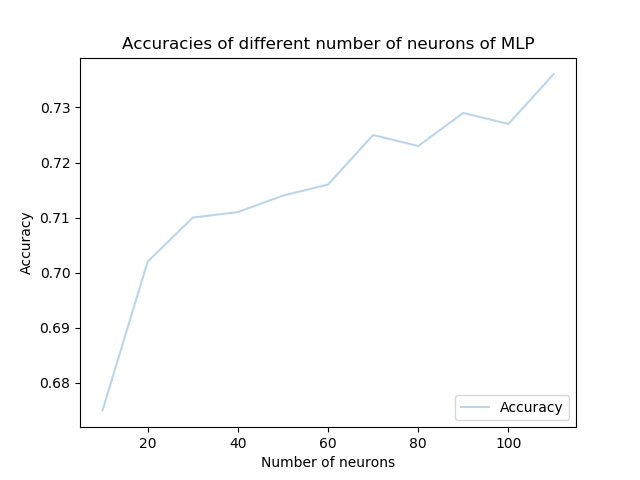 Accuracies of different number of neurons of MLP
0.73
0.72
0.71
0.70
0.69
0.68
Accuracy
Accuracy
20 40 60 80 100
Number of neurons